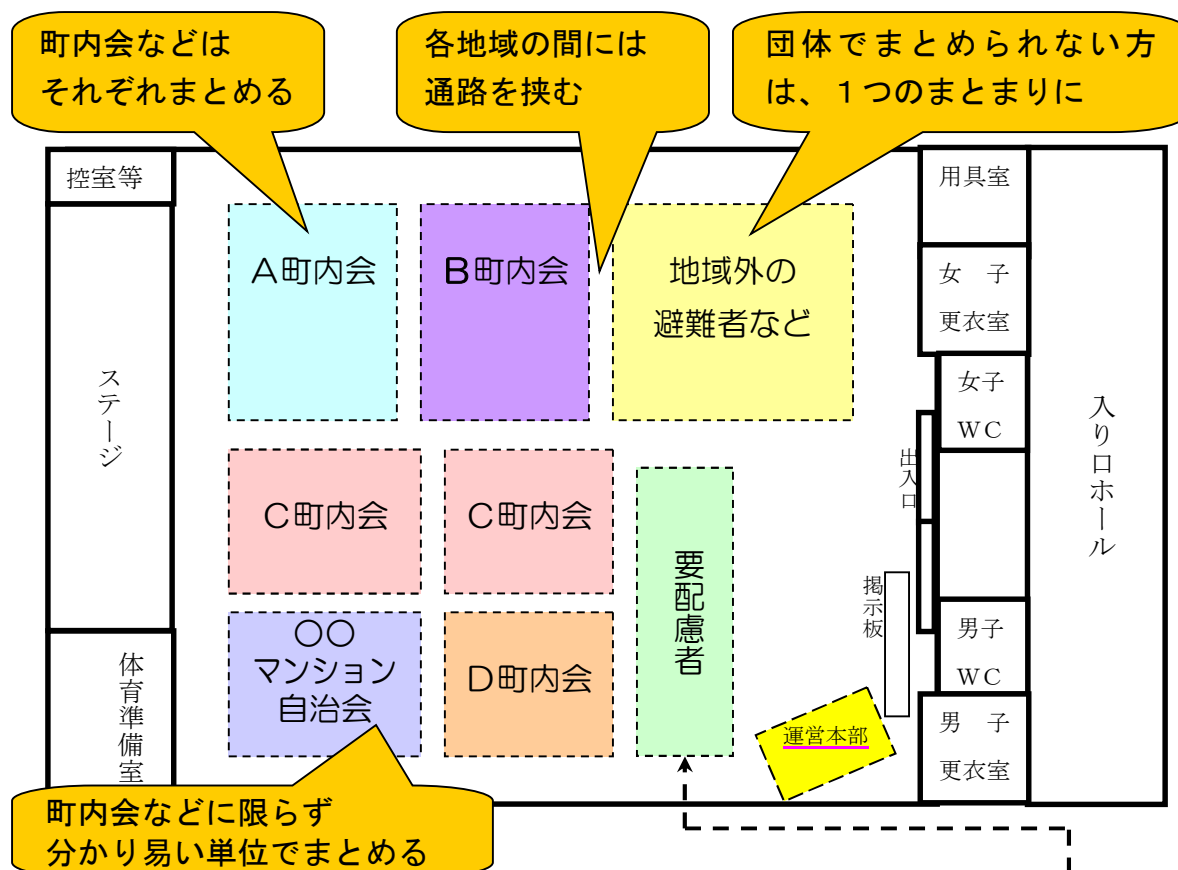 町内会などは
それぞれまとめる
各地域の間には
通路を挟む
団体でまとめられない方
は、１つのまとまりに
控室等
用具室
A町内会
B町内会
地域外の
避難者など
女　子
更衣室
ステージ
女子
ＷＣ
入り口ホール
出入口
C町内会
C町内会
要配慮者
掲示板
〇〇
マンション
自治会
D町内会
男子
ＷＣ
体育準備室
運営本部
男　子
更衣室
町内会などに限らず
分かり易い単位でまとめる